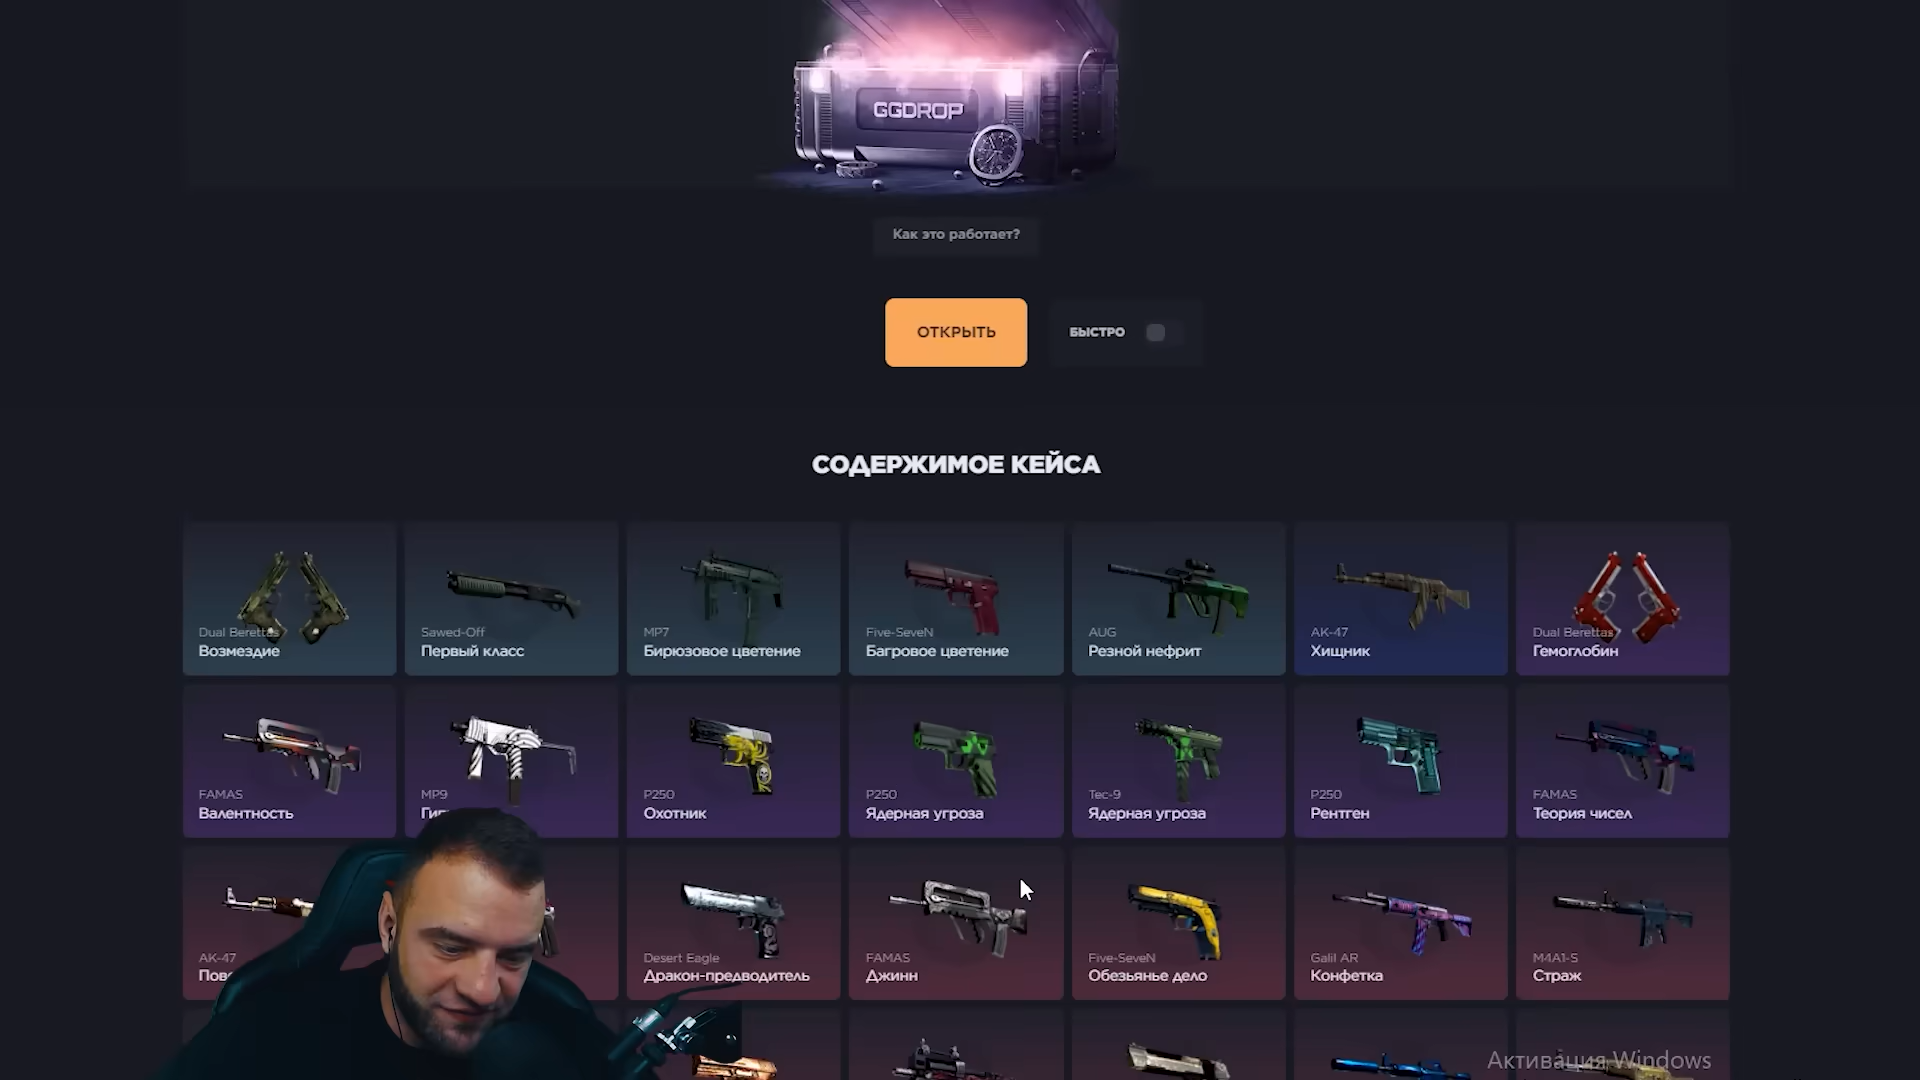 GGDROP
Как это работает?
ОТКРЫТЬ
БЫСТРО
СОДЕРЖИМОЕ КЕЙСА
Dual Berettas
Возмездие
Sawed-Off
Первый класс
MP7
Бирюзовое цветение
Five-SeveN
Багровое цветение
AUG
Резной нефрит
AK-47
Хищник
Dual Berettas
Гемоглобин
FAMAS
Валентность
MP9
P250
Охотник
P250
Ядерная угроза
Tec-9
Ядерная угроза
P250
Рентген
FAMAS
Теория чисел
AK-47
Desert Eagle
Дракон-предводитель
FAMAS
Джинн
Five-SeveN
Обезьянье дело
Galil AR
Конфетка
M4A1-S
Страж
Активация Windows